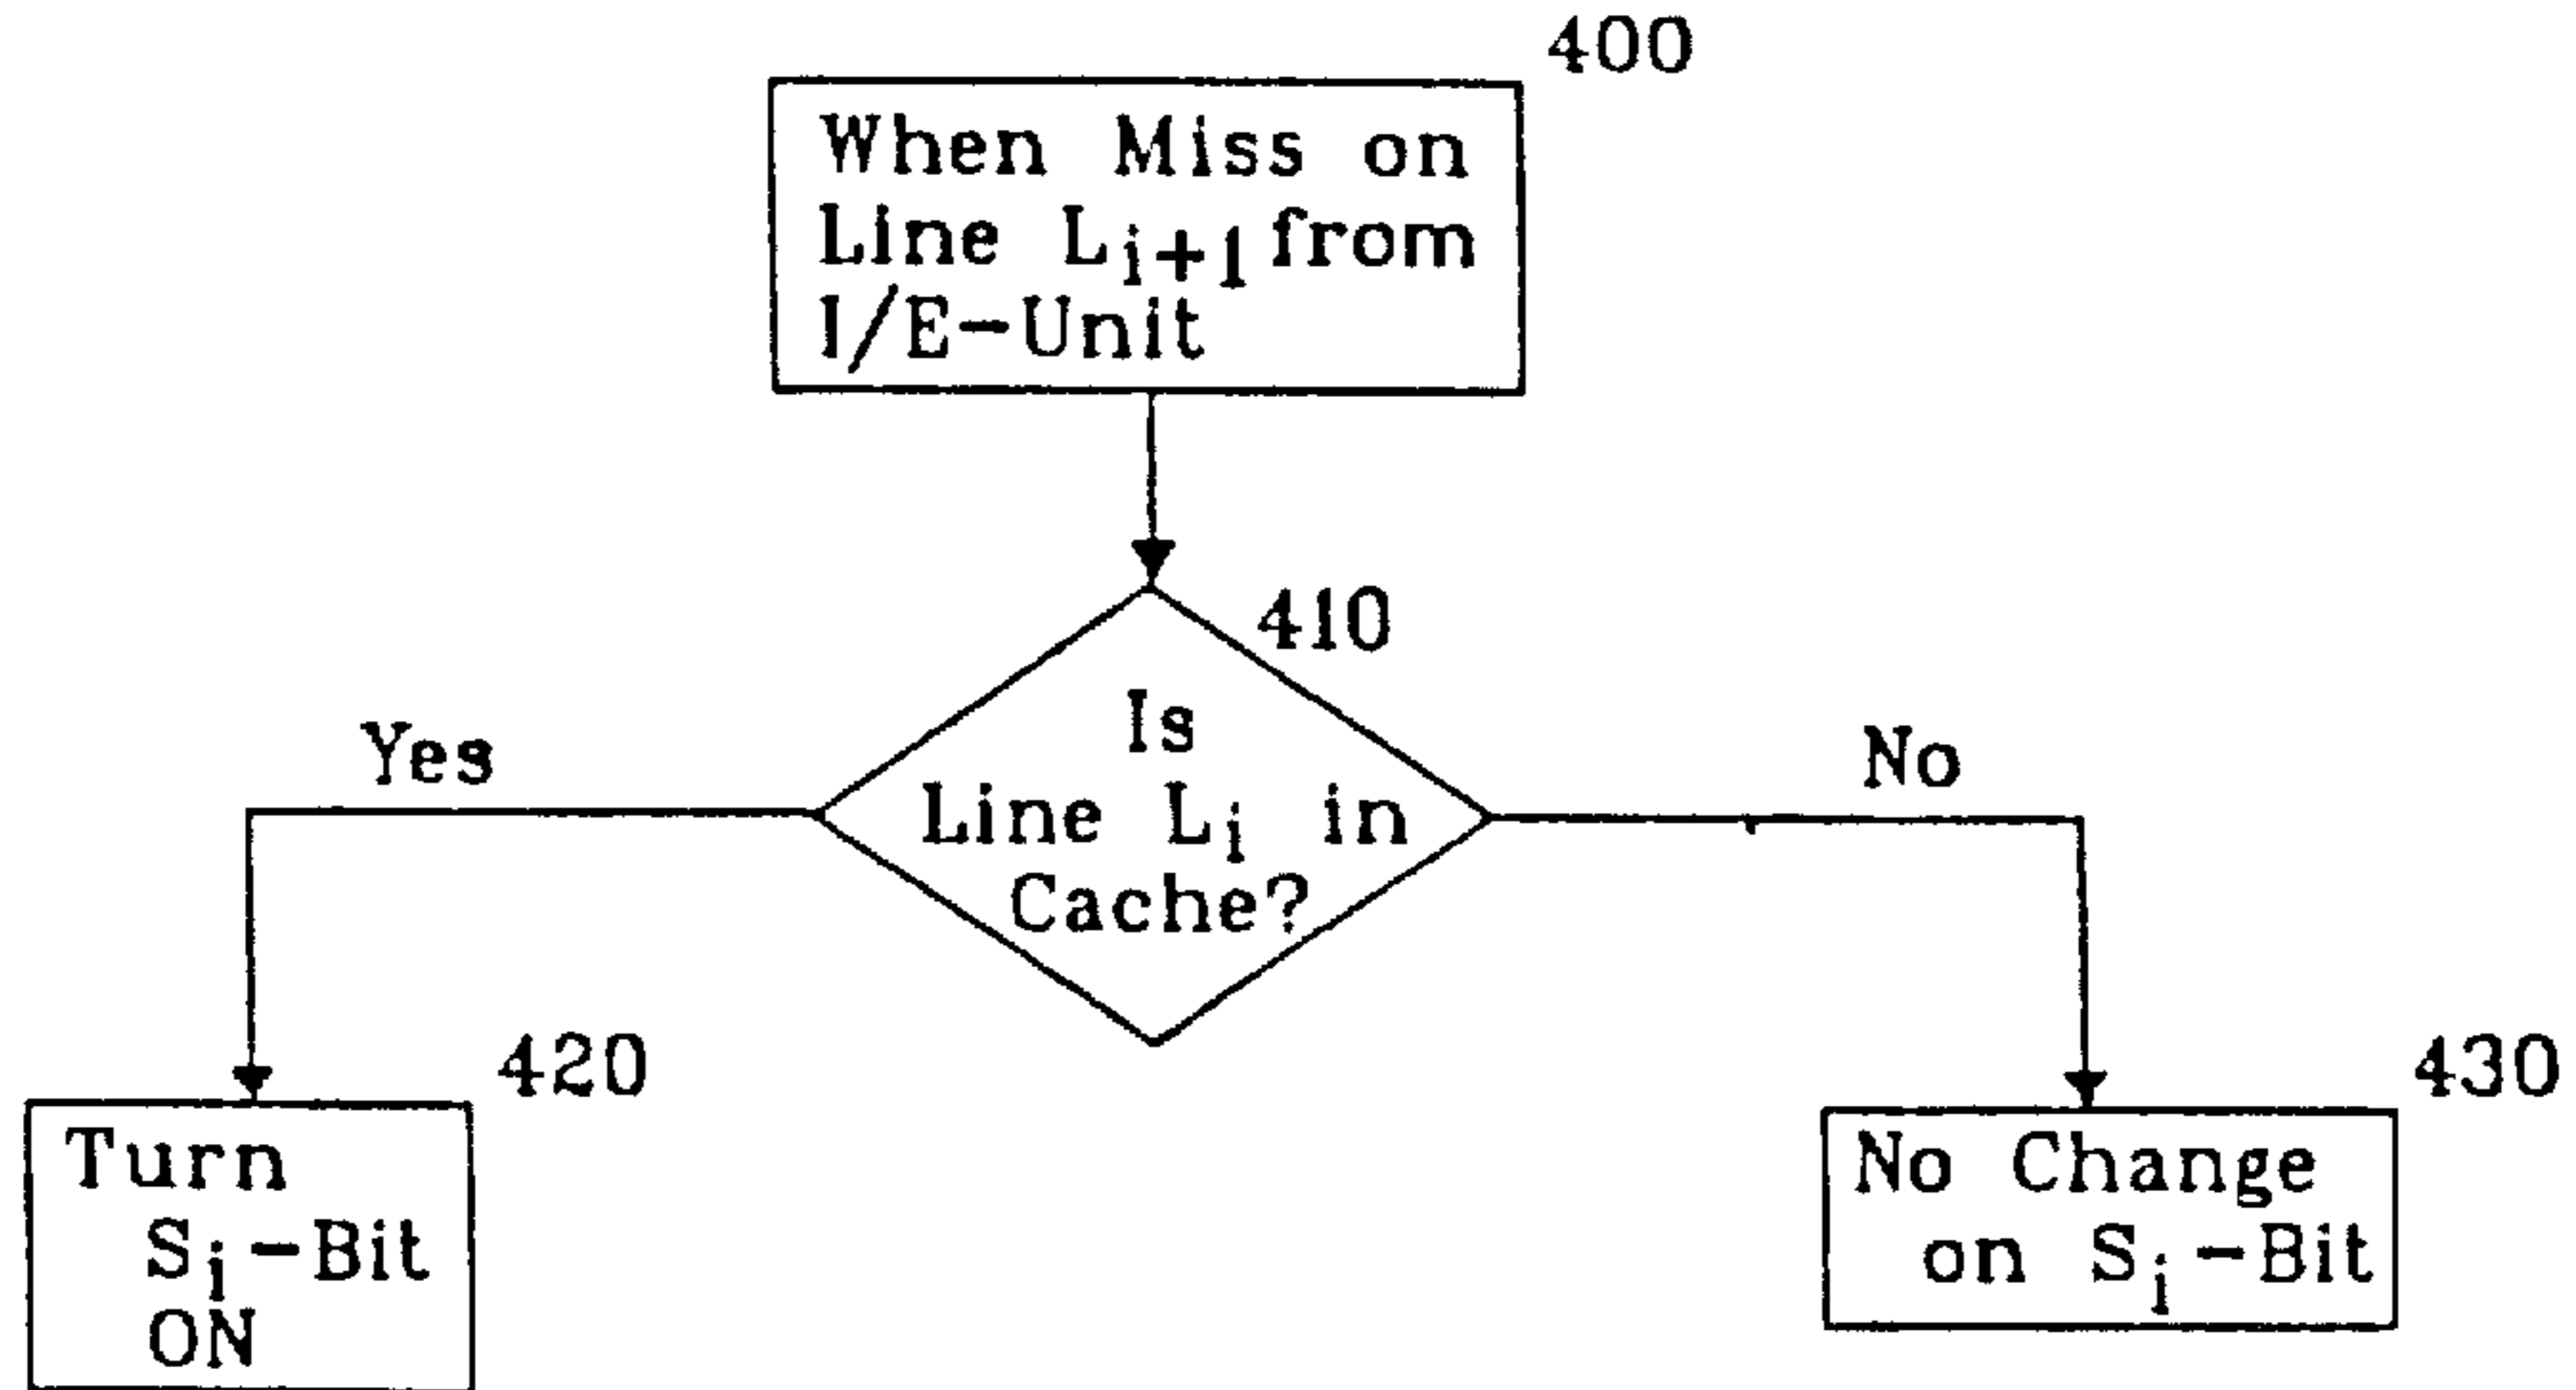 400
When Miss on
Line Lᵢ₊₁ from
I/E-Unit
410
Is
Line Lᵢ in
Cache?
Yes
No
420
Turn
Sᵢ-Bit
ON
430
No Change
on Sᵢ-Bit